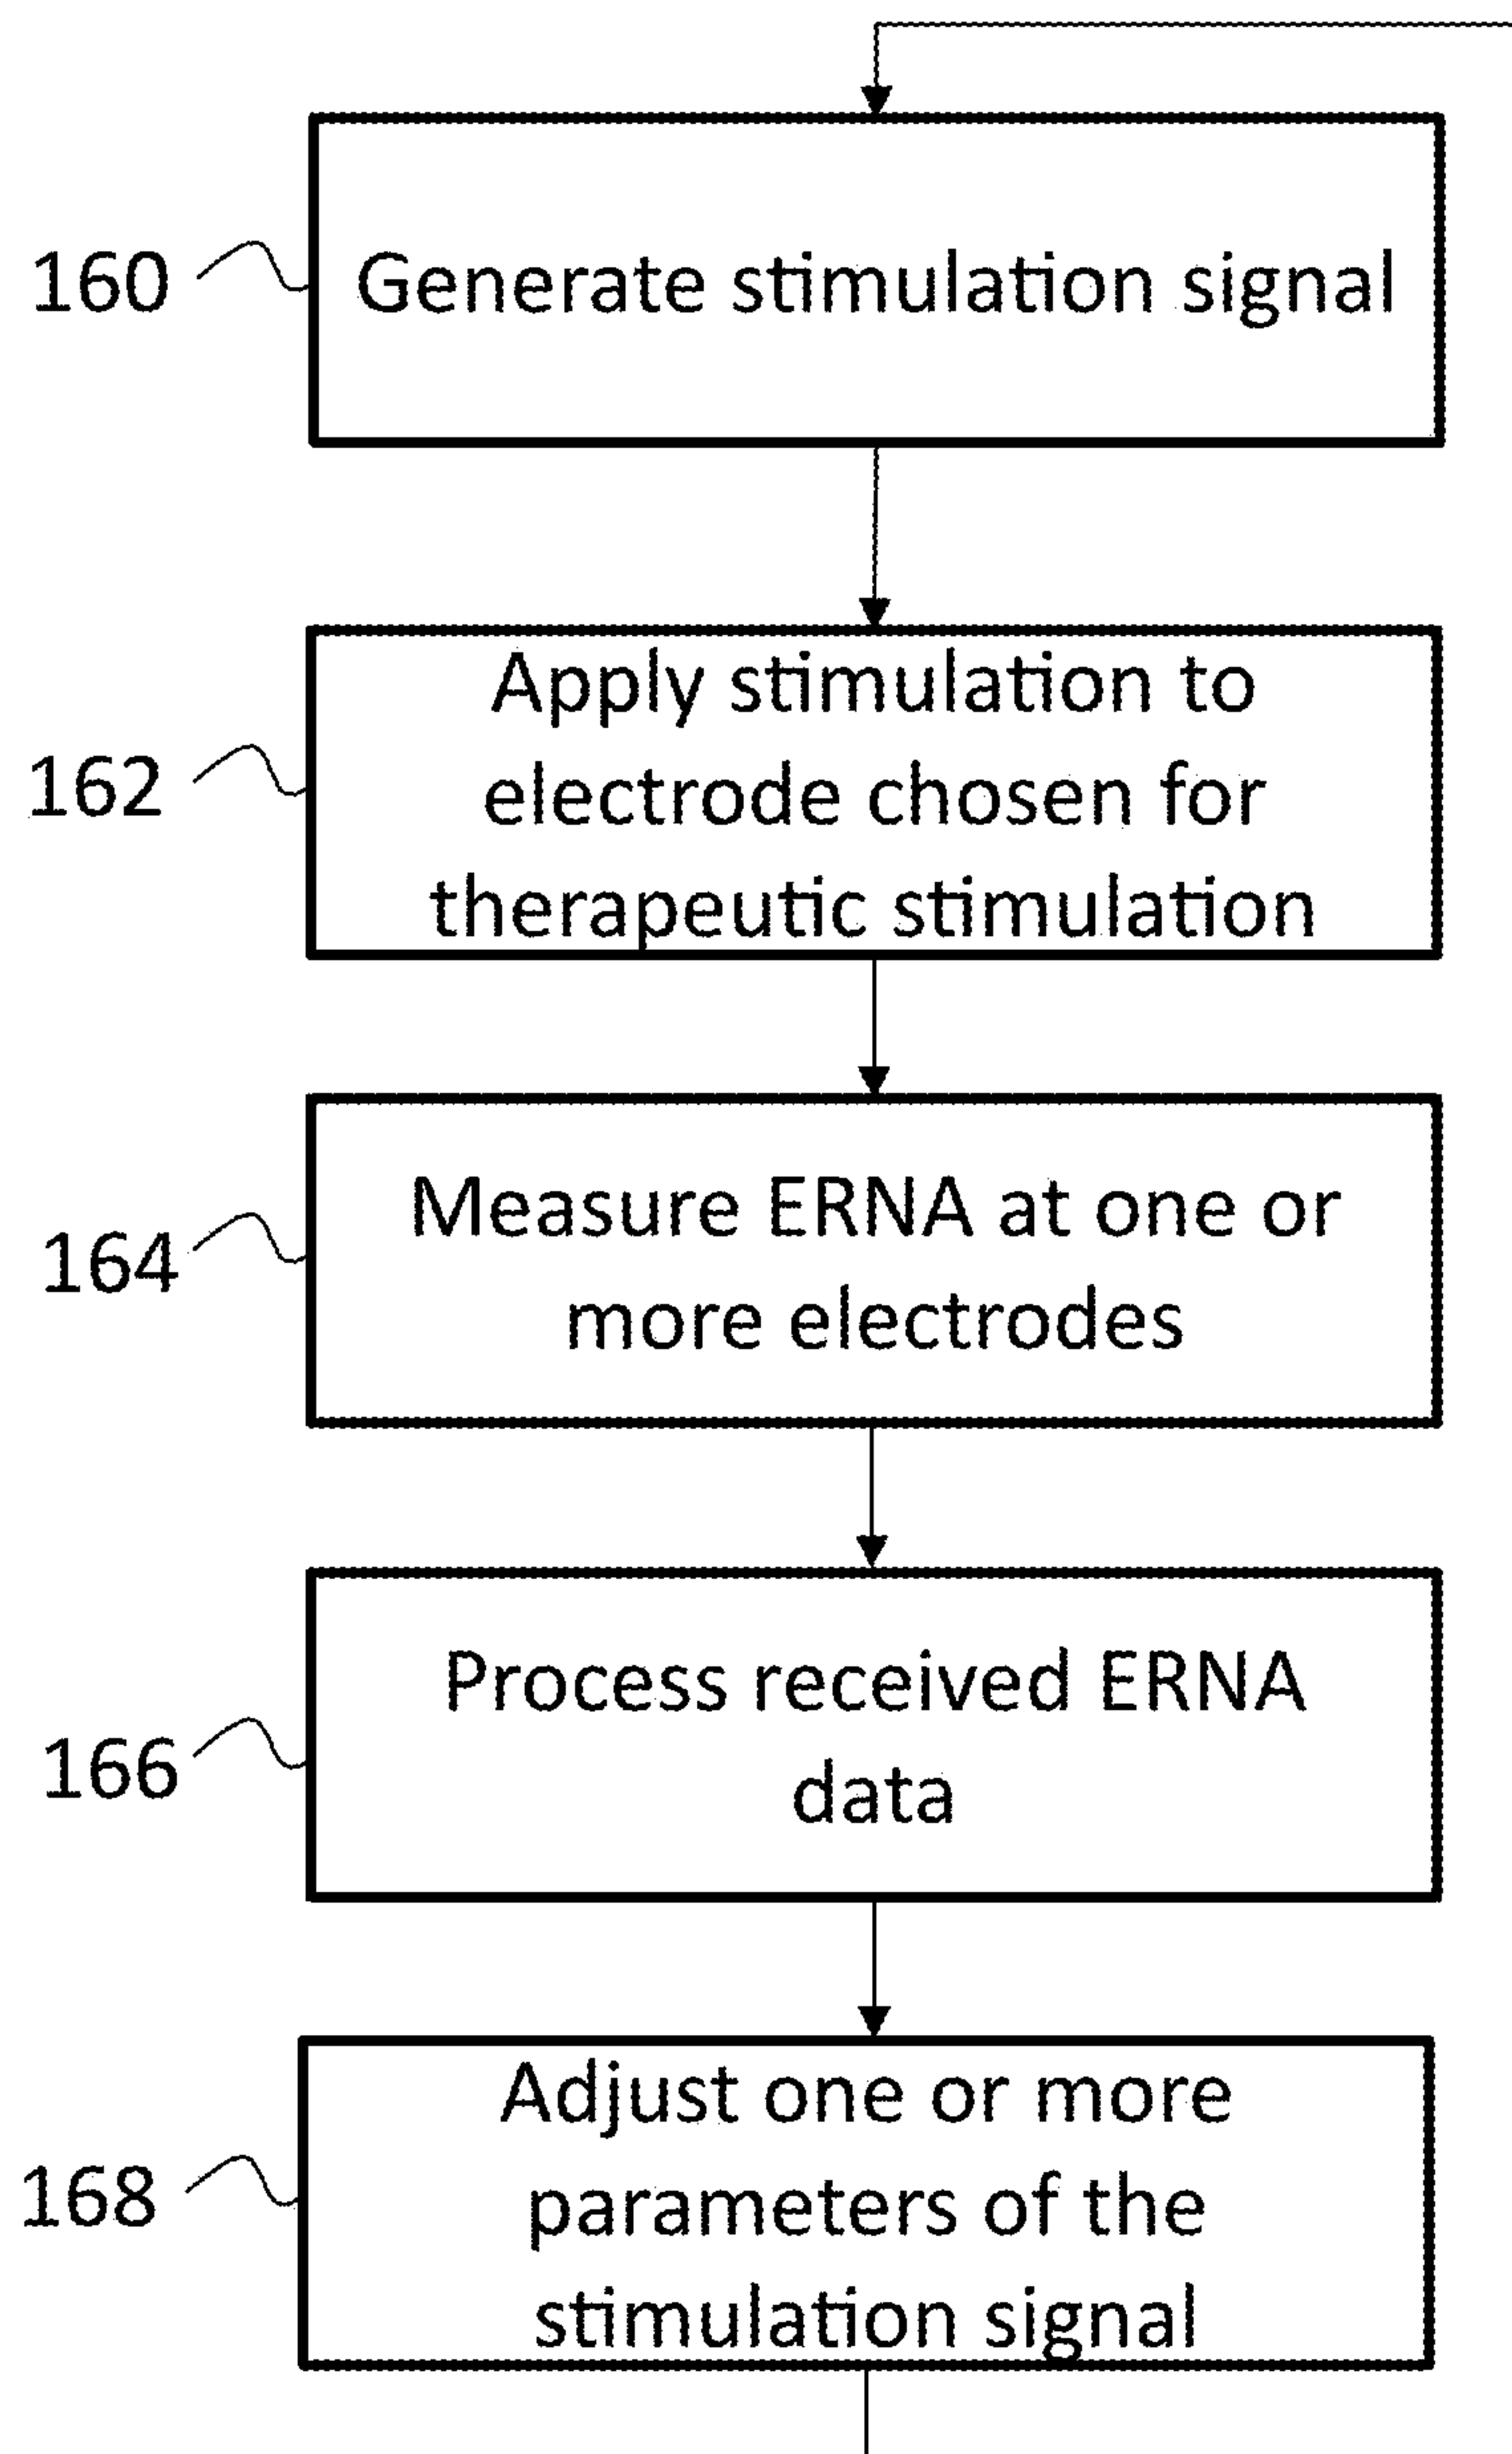 160
Generate stimulation signal
162
Apply stimulation to
electrode chosen for
therapeutic stimulation
164
Measure ERNA at one or
more electrodes
166
Process received ERNA
data
168
Adjust one or more
parameters of the
stimulation signal